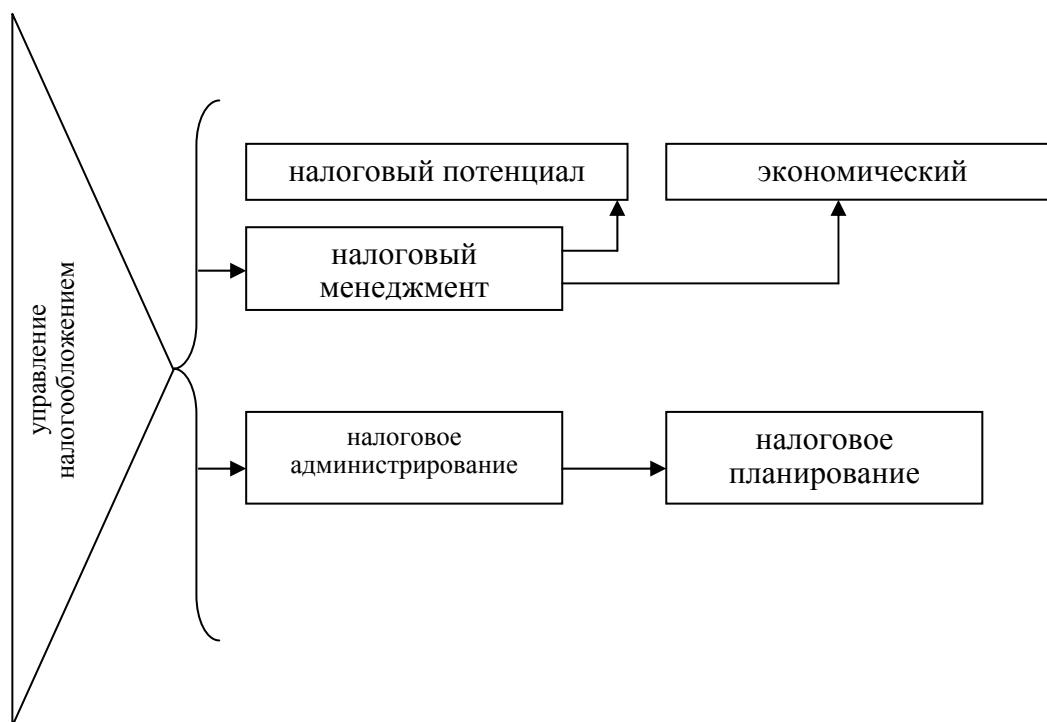 управление
налогообложением
налоговый потенциал
экономический
налоговый
менеджмент
налоговое
администрирование
налоговое
планирование